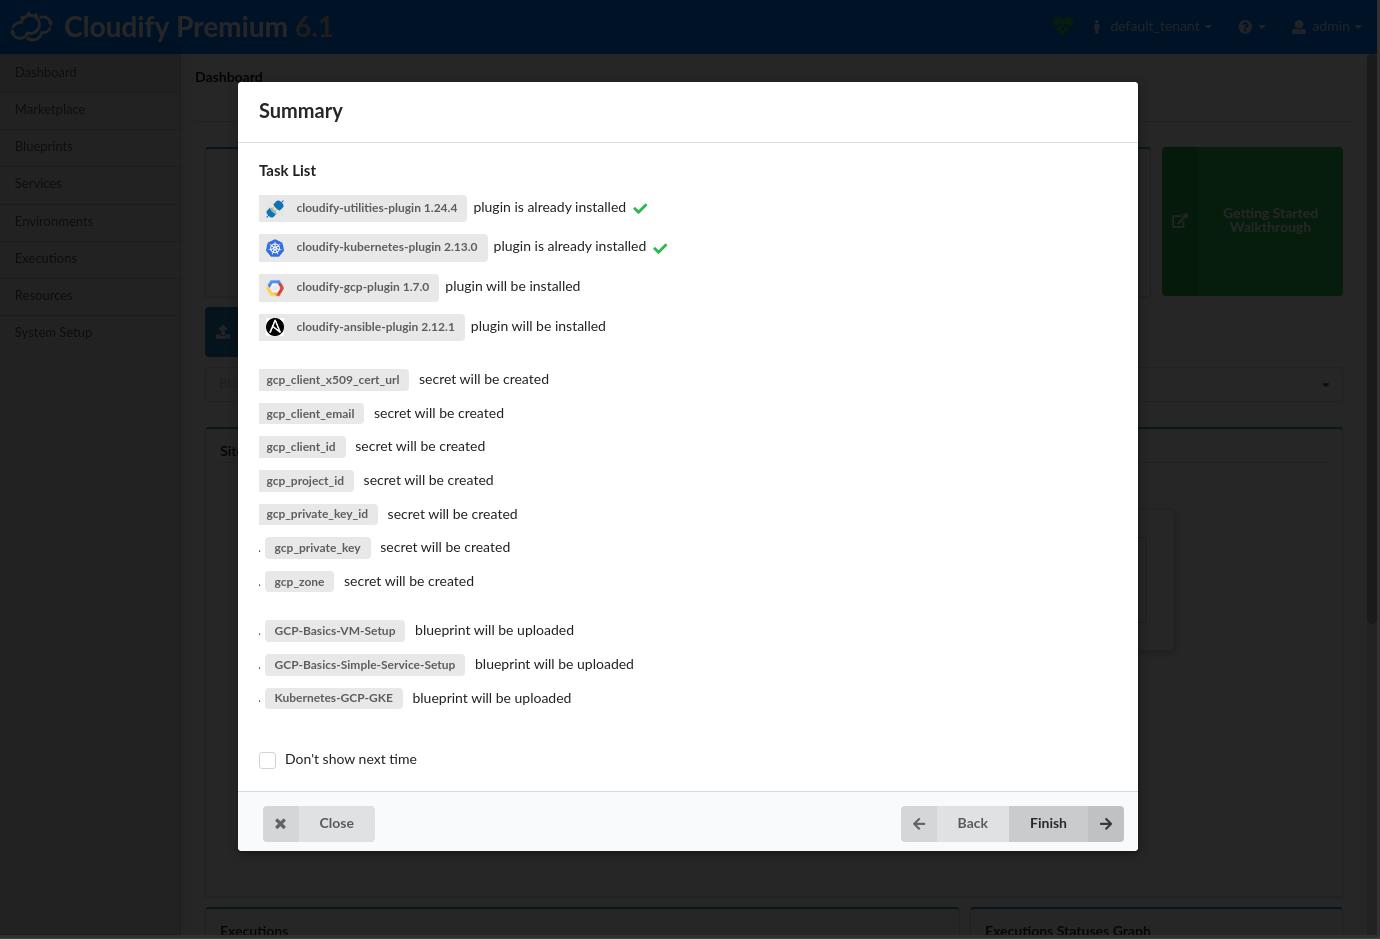 Cloudify Premium 6.1
default_tenant
admin
Dashboard
Marketplace
Blueprints
Services
Environments
Executions
Resources
System Setup
Dashboard
Getting Started
Walkthrough
Summary
Task List
cloudify-utilities-plugin 1.24.4 plugin is already installed
cloudify-kubernetes-plugin 2.13.0 plugin is already installed
cloudify-gcp-plugin 1.7.0 plugin will be installed
cloudify-ansible-plugin 2.12.1 plugin will be installed
gcp_client_x509_cert_url secret will be created
gcp_client_email secret will be created
gcp_client_id secret will be created
gcp_project_id secret will be created
gcp_private_key_id secret will be created
. gcp_private_key secret will be created
. gcp_zone secret will be created
. GCP-Basics-VM-Setup blueprint will be uploaded
. GCP-Basics-Simple-Service-Setup blueprint will be uploaded
. Kubernetes-GCP-GKE blueprint will be uploaded
Don't show next time
Close
Back
Finish
Executions
Executions Statuses Graph